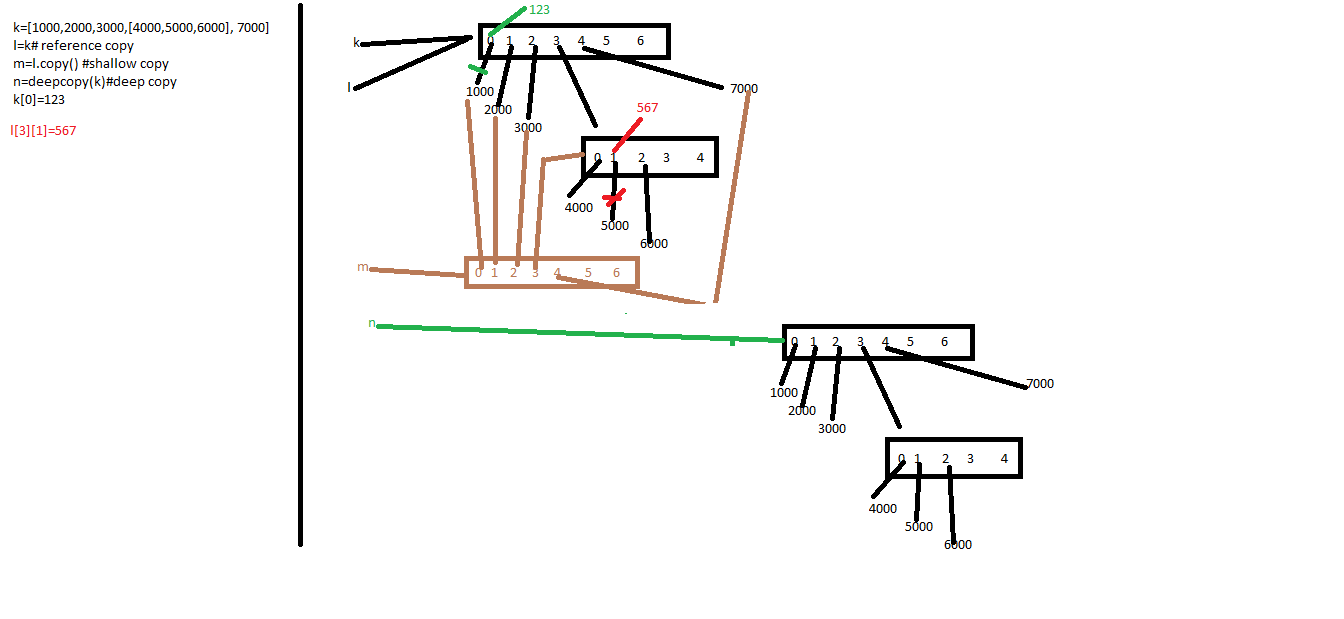 k=[1000,2000,3000,[4000,5000,6000], 7000]
l=k# reference copy
m=l.copy() #shallow copy
n=deepcopy(k)#deep copy
k[0]=123
l[3][1]=567
123
k
0 1 2 3 4 5 6
l
1000
7000
2000
567
3000
0 1 2 3 4
4000
5000
6000
m
0 1 2 3 4 5 6
n
0 1 2 3 4 5 6
7000
1000
2000
3000
0 1 2 3 4
4000
5000
6000